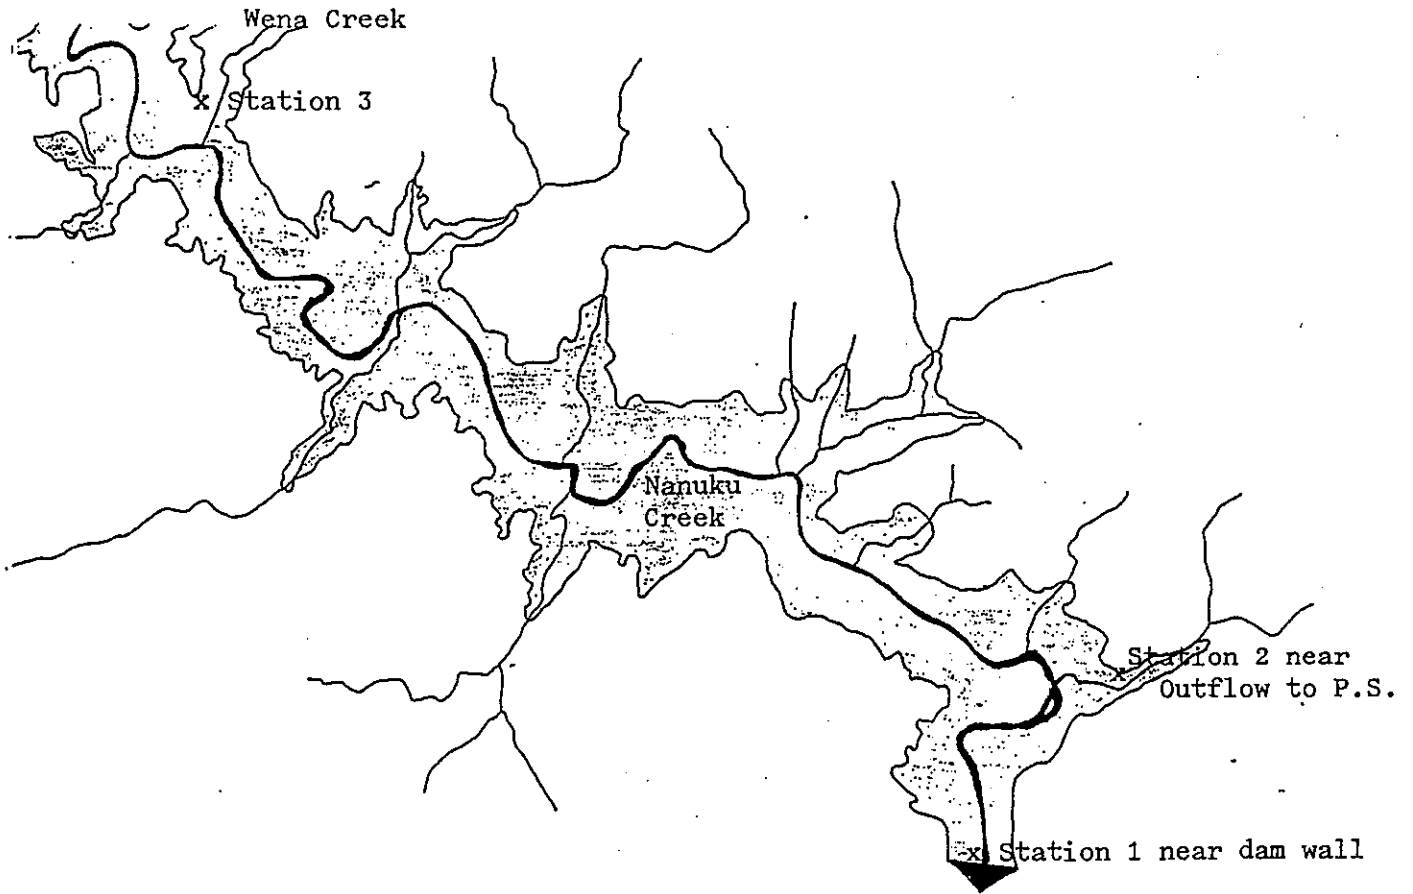 Wena Creek
x Station 3
Nanuku
Creek
x Station 2 near
Outflow to P.S.
x Station 1 near dam wall